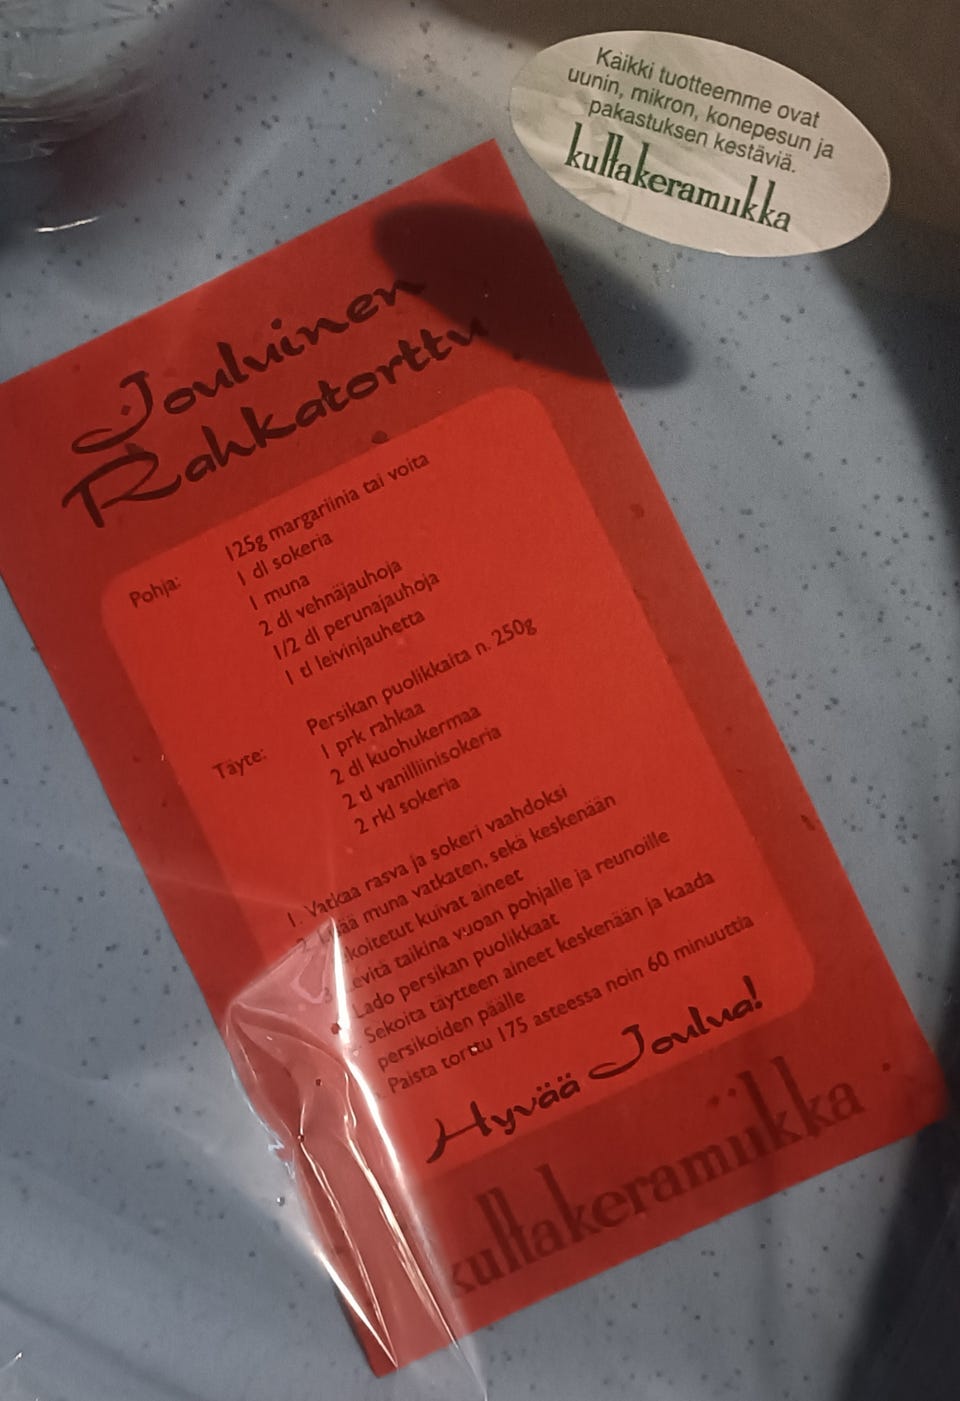 Kaikki tuotteemme ovat
uunin, mikron, konepesun ja
pakastuksen kestäviä.
kultakeramiikka
Jouluinen
Rahkatorttu
Pohja:
125g margariinia tai voita
1 dl sokeria
1 muna
2 dl vehnäjauhoja
1/2 dl perunajauhoja
1 tl leivinjauhetta
Täyte:
Persikan puolikkaita n. 250g
1 prk rahkaa
2 dl kuohukermaa
2 tl vanilliinisokeria
2 rkl sokeria
1. Vatkaa rasva ja sokeri vaahdoksi
2. muna vatkaten, sekä keskenään
aineet kuivat
3 taikina vuoan pohjalle ja reunoille
Lado persikan puolikkaat
Sekoita täytteen aineet keskenään ja kaada
persikoiden päälle
Paista torttu 175 asteessa noin 60 minuuttia
Hyvää Joulua!
kultakeramiikka